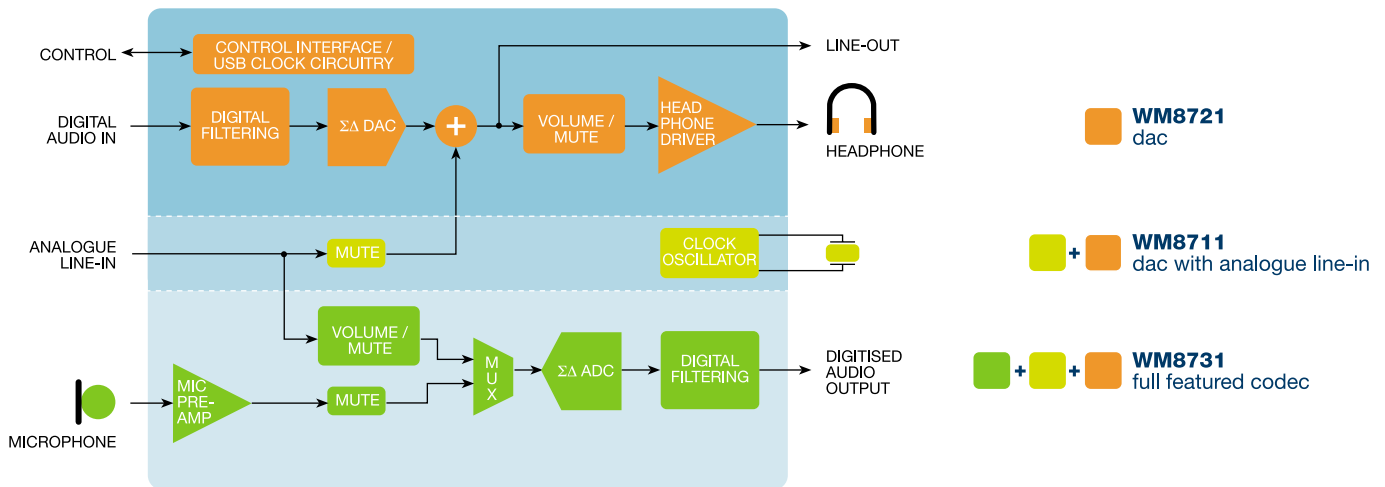 CONTROL
CONTROL INTERFACE /
USB CLOCK CIRCUITRY
LINE-OUT
DIGITAL
AUDIO IN
DIGITAL
FILTERING
ΣΔ DAC
+
VOLUME /
MUTE
HEAD
PHONE
DRIVER
HEADPHONE
WM8721
dac
ANALOGUE
LINE-IN
MUTE
CLOCK
OSCILLATOR
+
WM8711
dac with analogue line-in
VOLUME /
MUTE
MIC
PRE-
AMP
MUTE
M
U
X
ΣΔ ADC
DIGITAL
FILTERING
DIGITISED
AUDIO
OUTPUT
+
+
WM8731
full featured codec
MICROPHONE